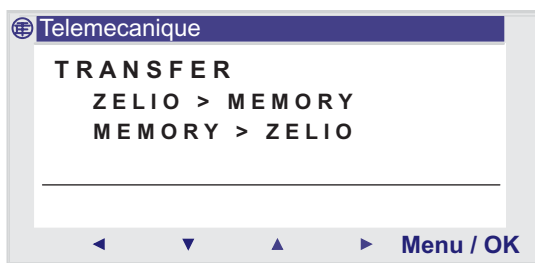 Telemecanique
TRANSFER
ZELIO > MEMORY
MEMORY > ZELIO
Menu / OK